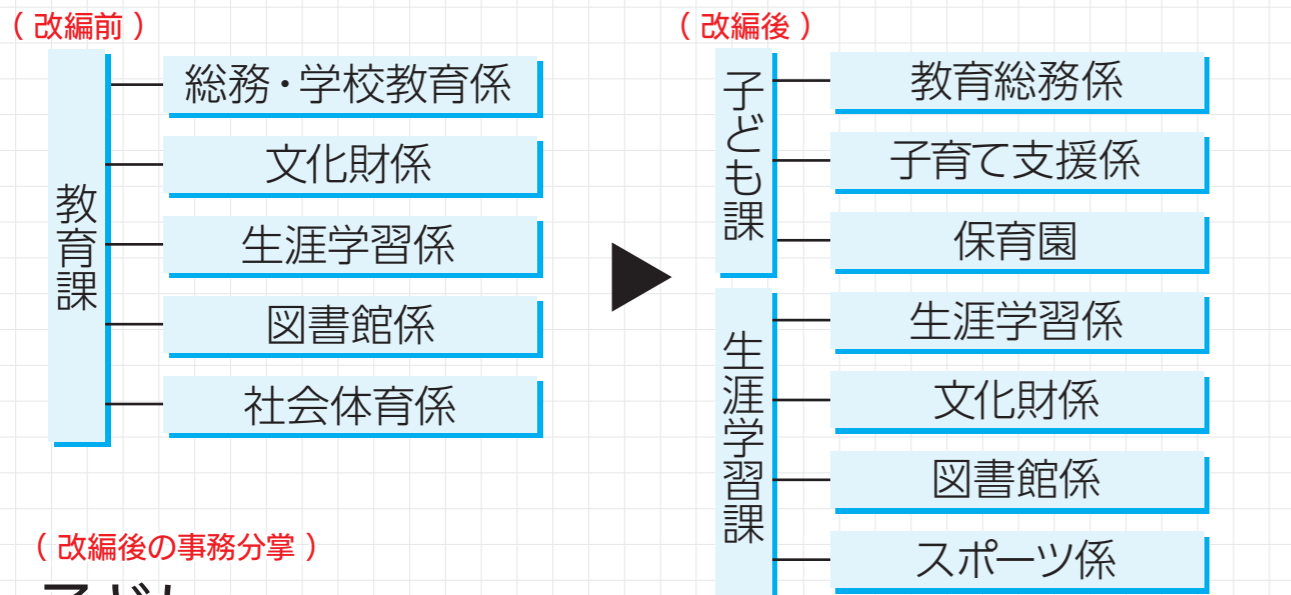 (改編前)
教育課
総務・学校教育係
文化財係
生涯学習係
図書館係
社会体育係
(改編後)
子ども課
教育総務係
子育て支援係
保育園
生涯学習課
生涯学習係
文化財係
図書館係
スポーツ係
(改編後の事務分掌)